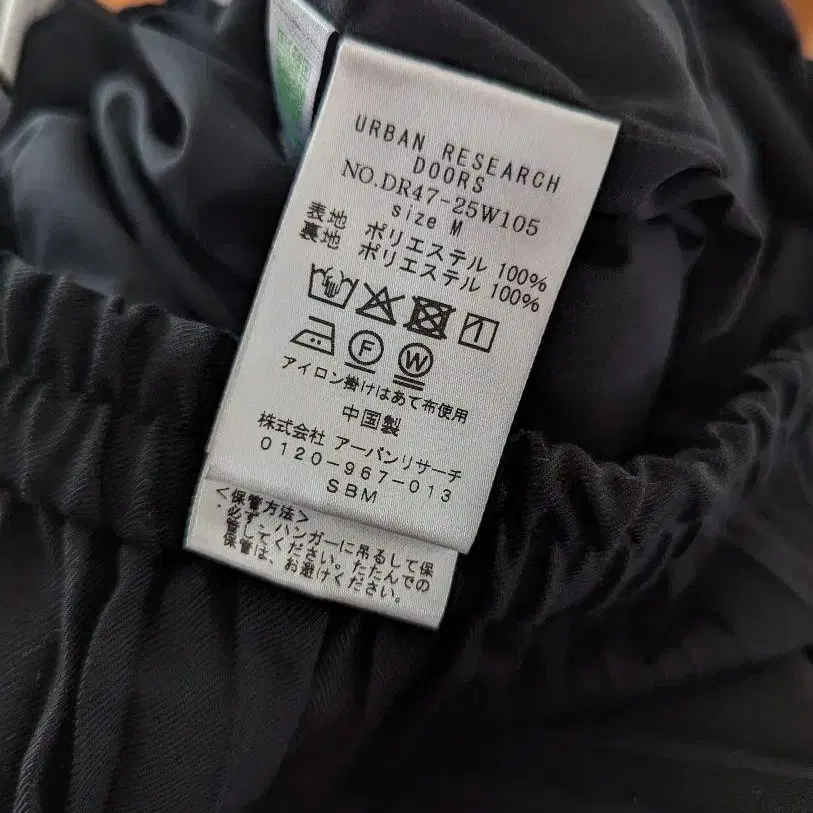 URBAN RESEARCH
DOORS
NO.DR47-25W105
Size M
表地 ポリエステル 100%
裏地 ポリエステル 100%
F W
アイロン掛けはあて布使用
中国製
株式会社 アーバンリサーチ
0120-967-013
SBM
<保管方法>
・必ず、ハンガーに吊るして保
管してください。たたんでの
保管は、お避けください。